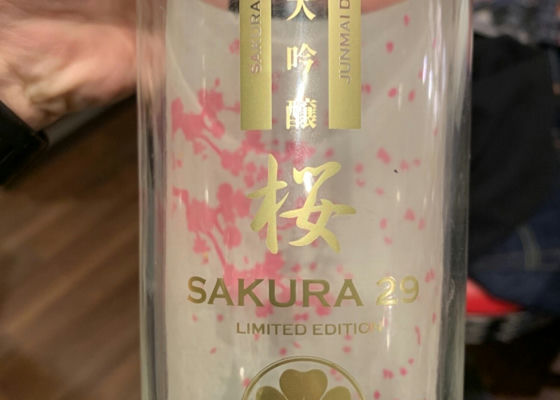 SAKURA
大吟醸
JUNMAI D
桜
SAKURA 29
LIMITED EDITION